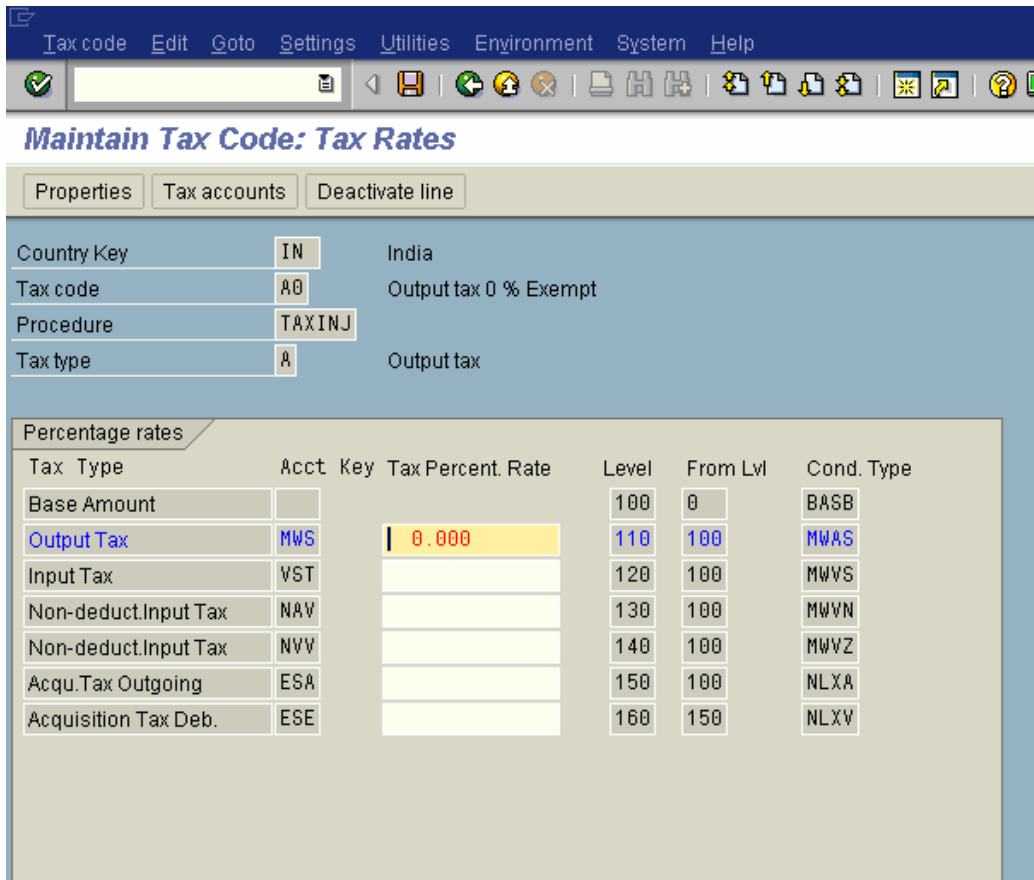 Tax code Edit Goto Settings Utilities Environment System Help
Maintain Tax Code: Tax Rates
Properties Tax accounts Deactivate line
Country Key IN India
Tax code A0 Output tax 0 % Exempt
Procedure TAXINJ
Tax type A Output tax
Percentage rates
Tax Type Acct Key Tax Percent. Rate Level From Lvl Cond. Type
Base Amount 100 0 BASB
Output Tax MWS 0.000 110 100 MWAS
Input Tax VST 120 100 MWVS
Non-deduct.Input Tax NAV 130 100 MWVN
Non-deduct.Input Tax NVV 140 100 MWVZ
Acqu.Tax Outgoing ESA 150 100 NLXA
Acquisition Tax Deb. ESE 160 150 NLXV